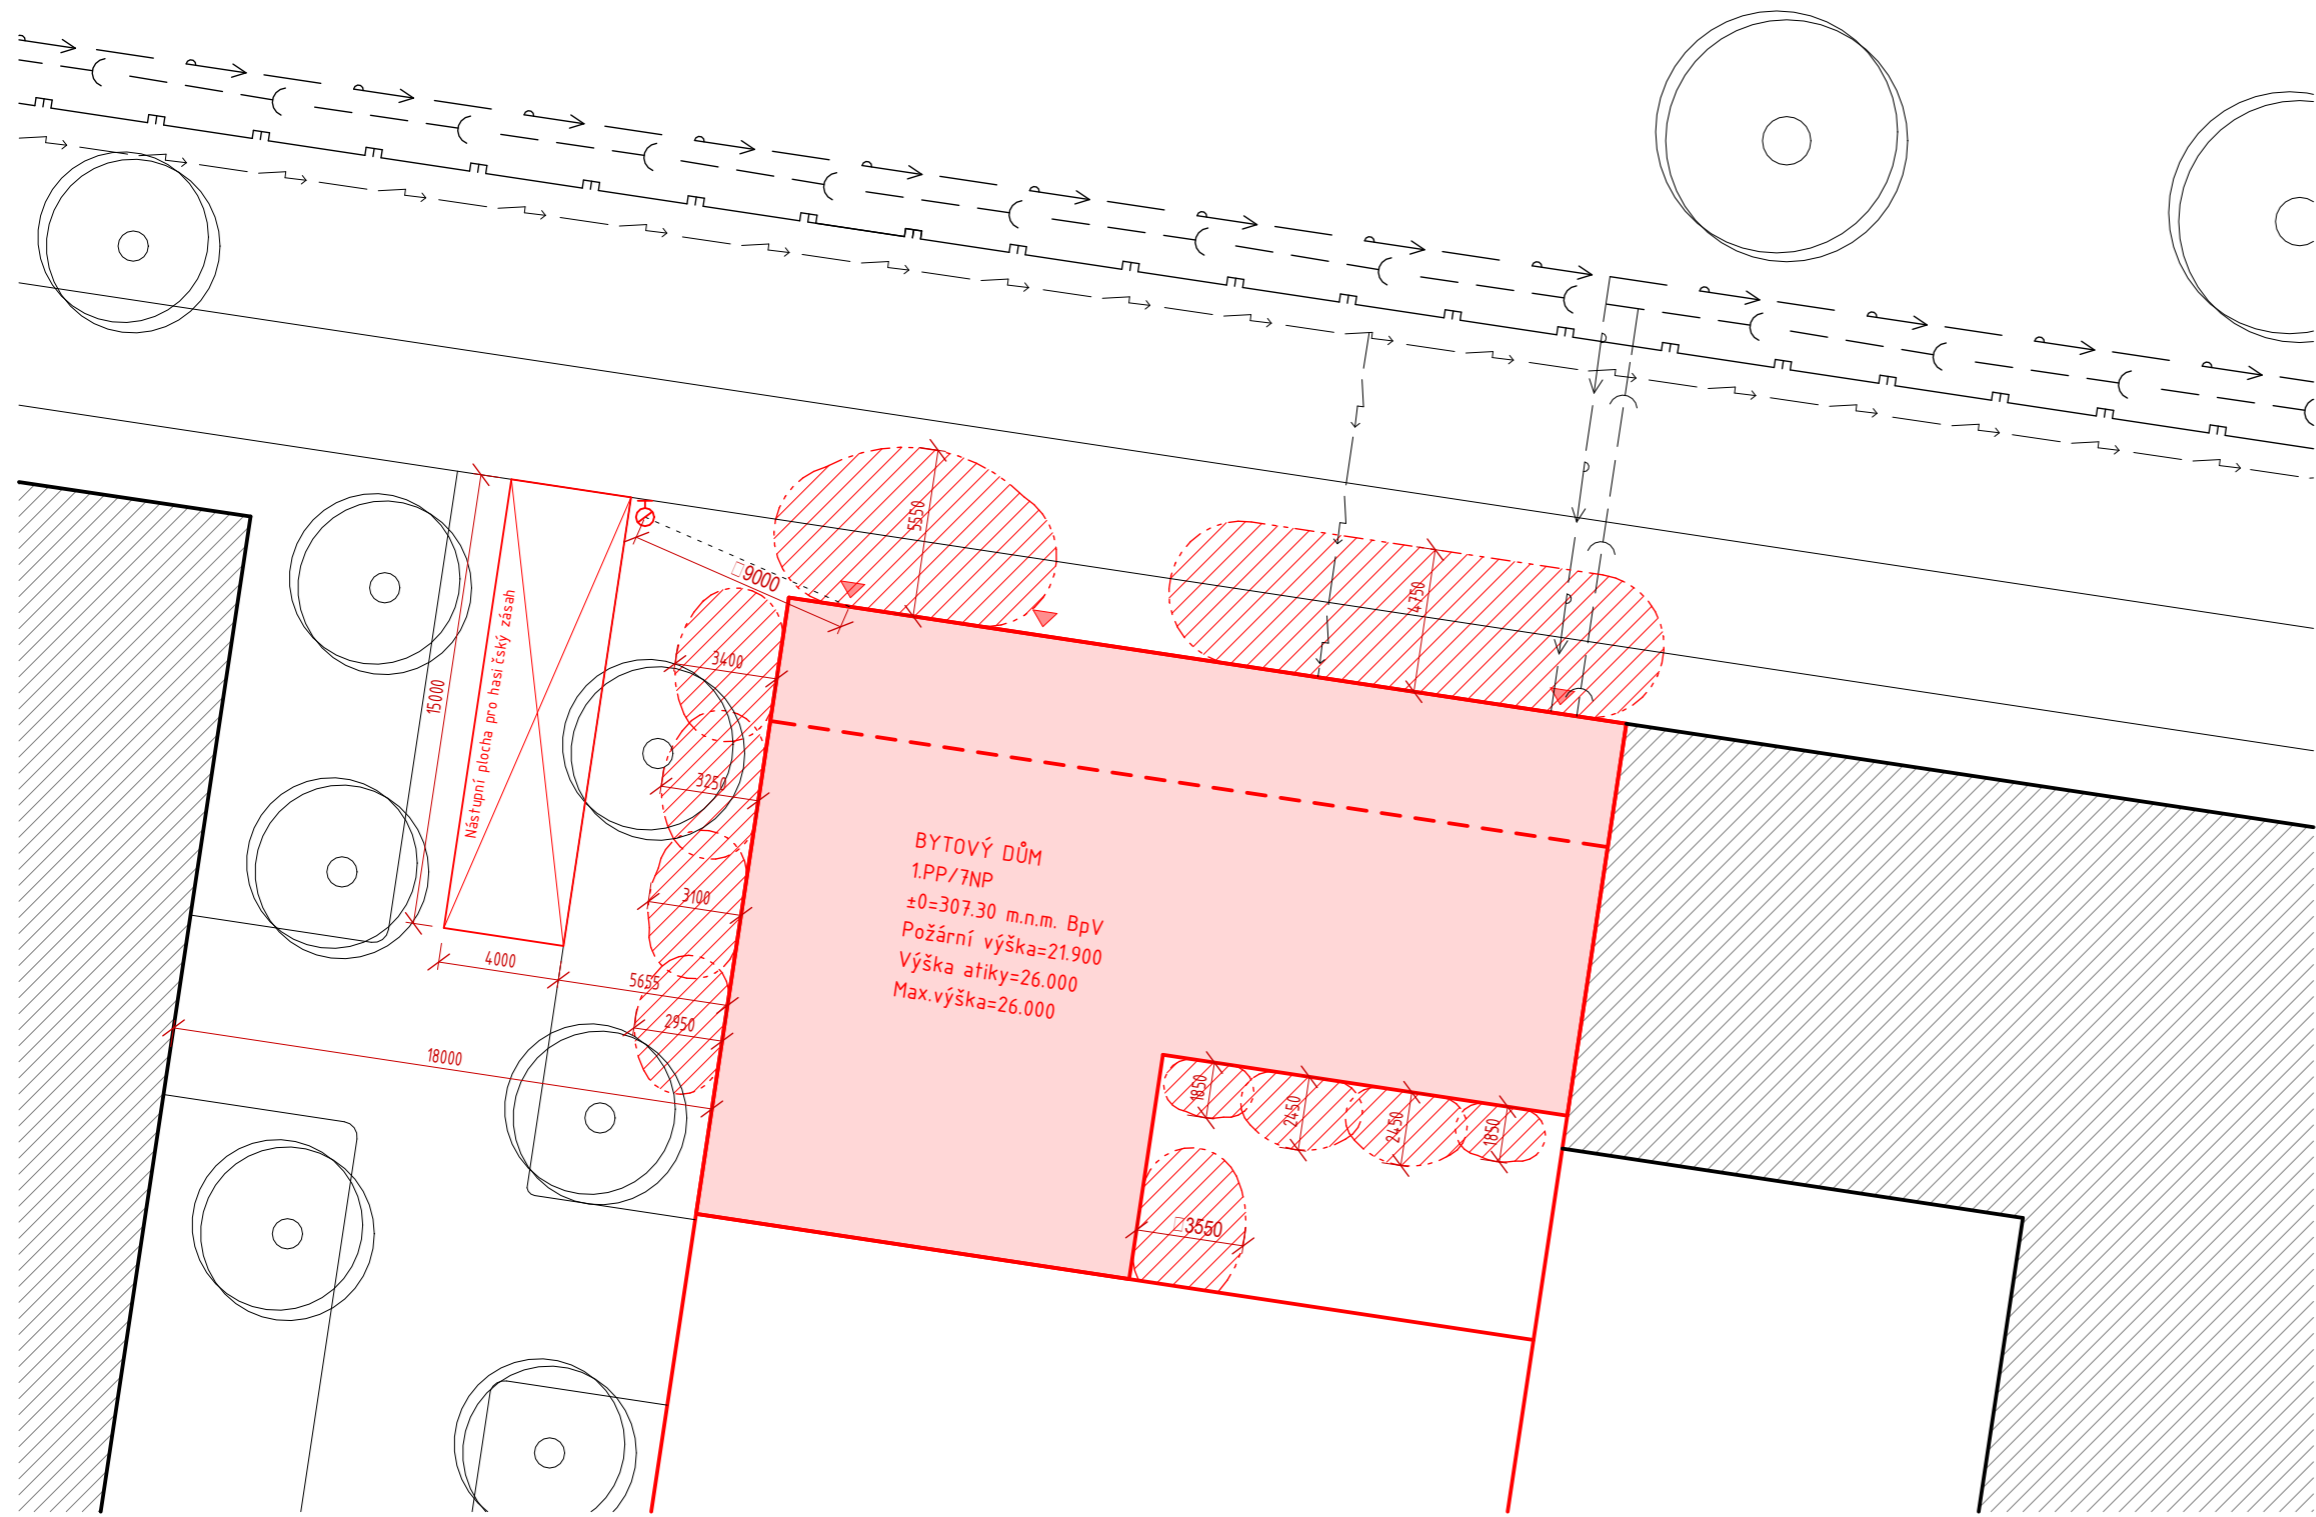 5550
□9000
4750
Nástupní plocha pro hasičský zásah
15000
3400
3250
3100
4000
5655
2950
18000
BYTOVÝ DŮM
1.PP/7NP
±0=307.30 m.n.m. BpV
Požární výška=21.900
Výška atiky=26.000
Max.výška=26.000
1850
2450
2450
1850
□3550